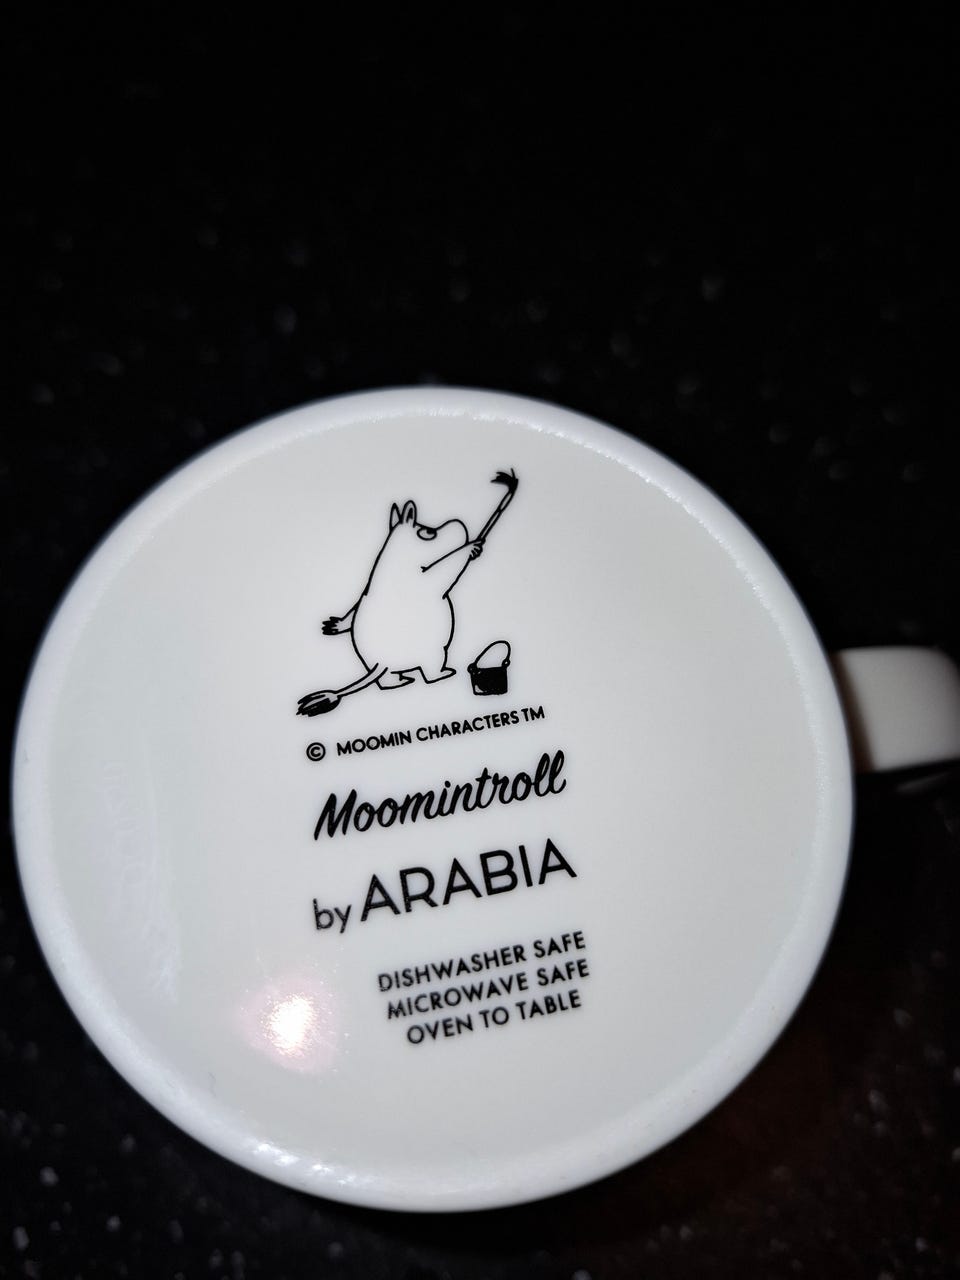 © MOOMIN CHARACTERS TM
Moomintroll
by ARABIA
DISHWASHER SAFE
MICROWAVE SAFE
OVEN TO TABLE